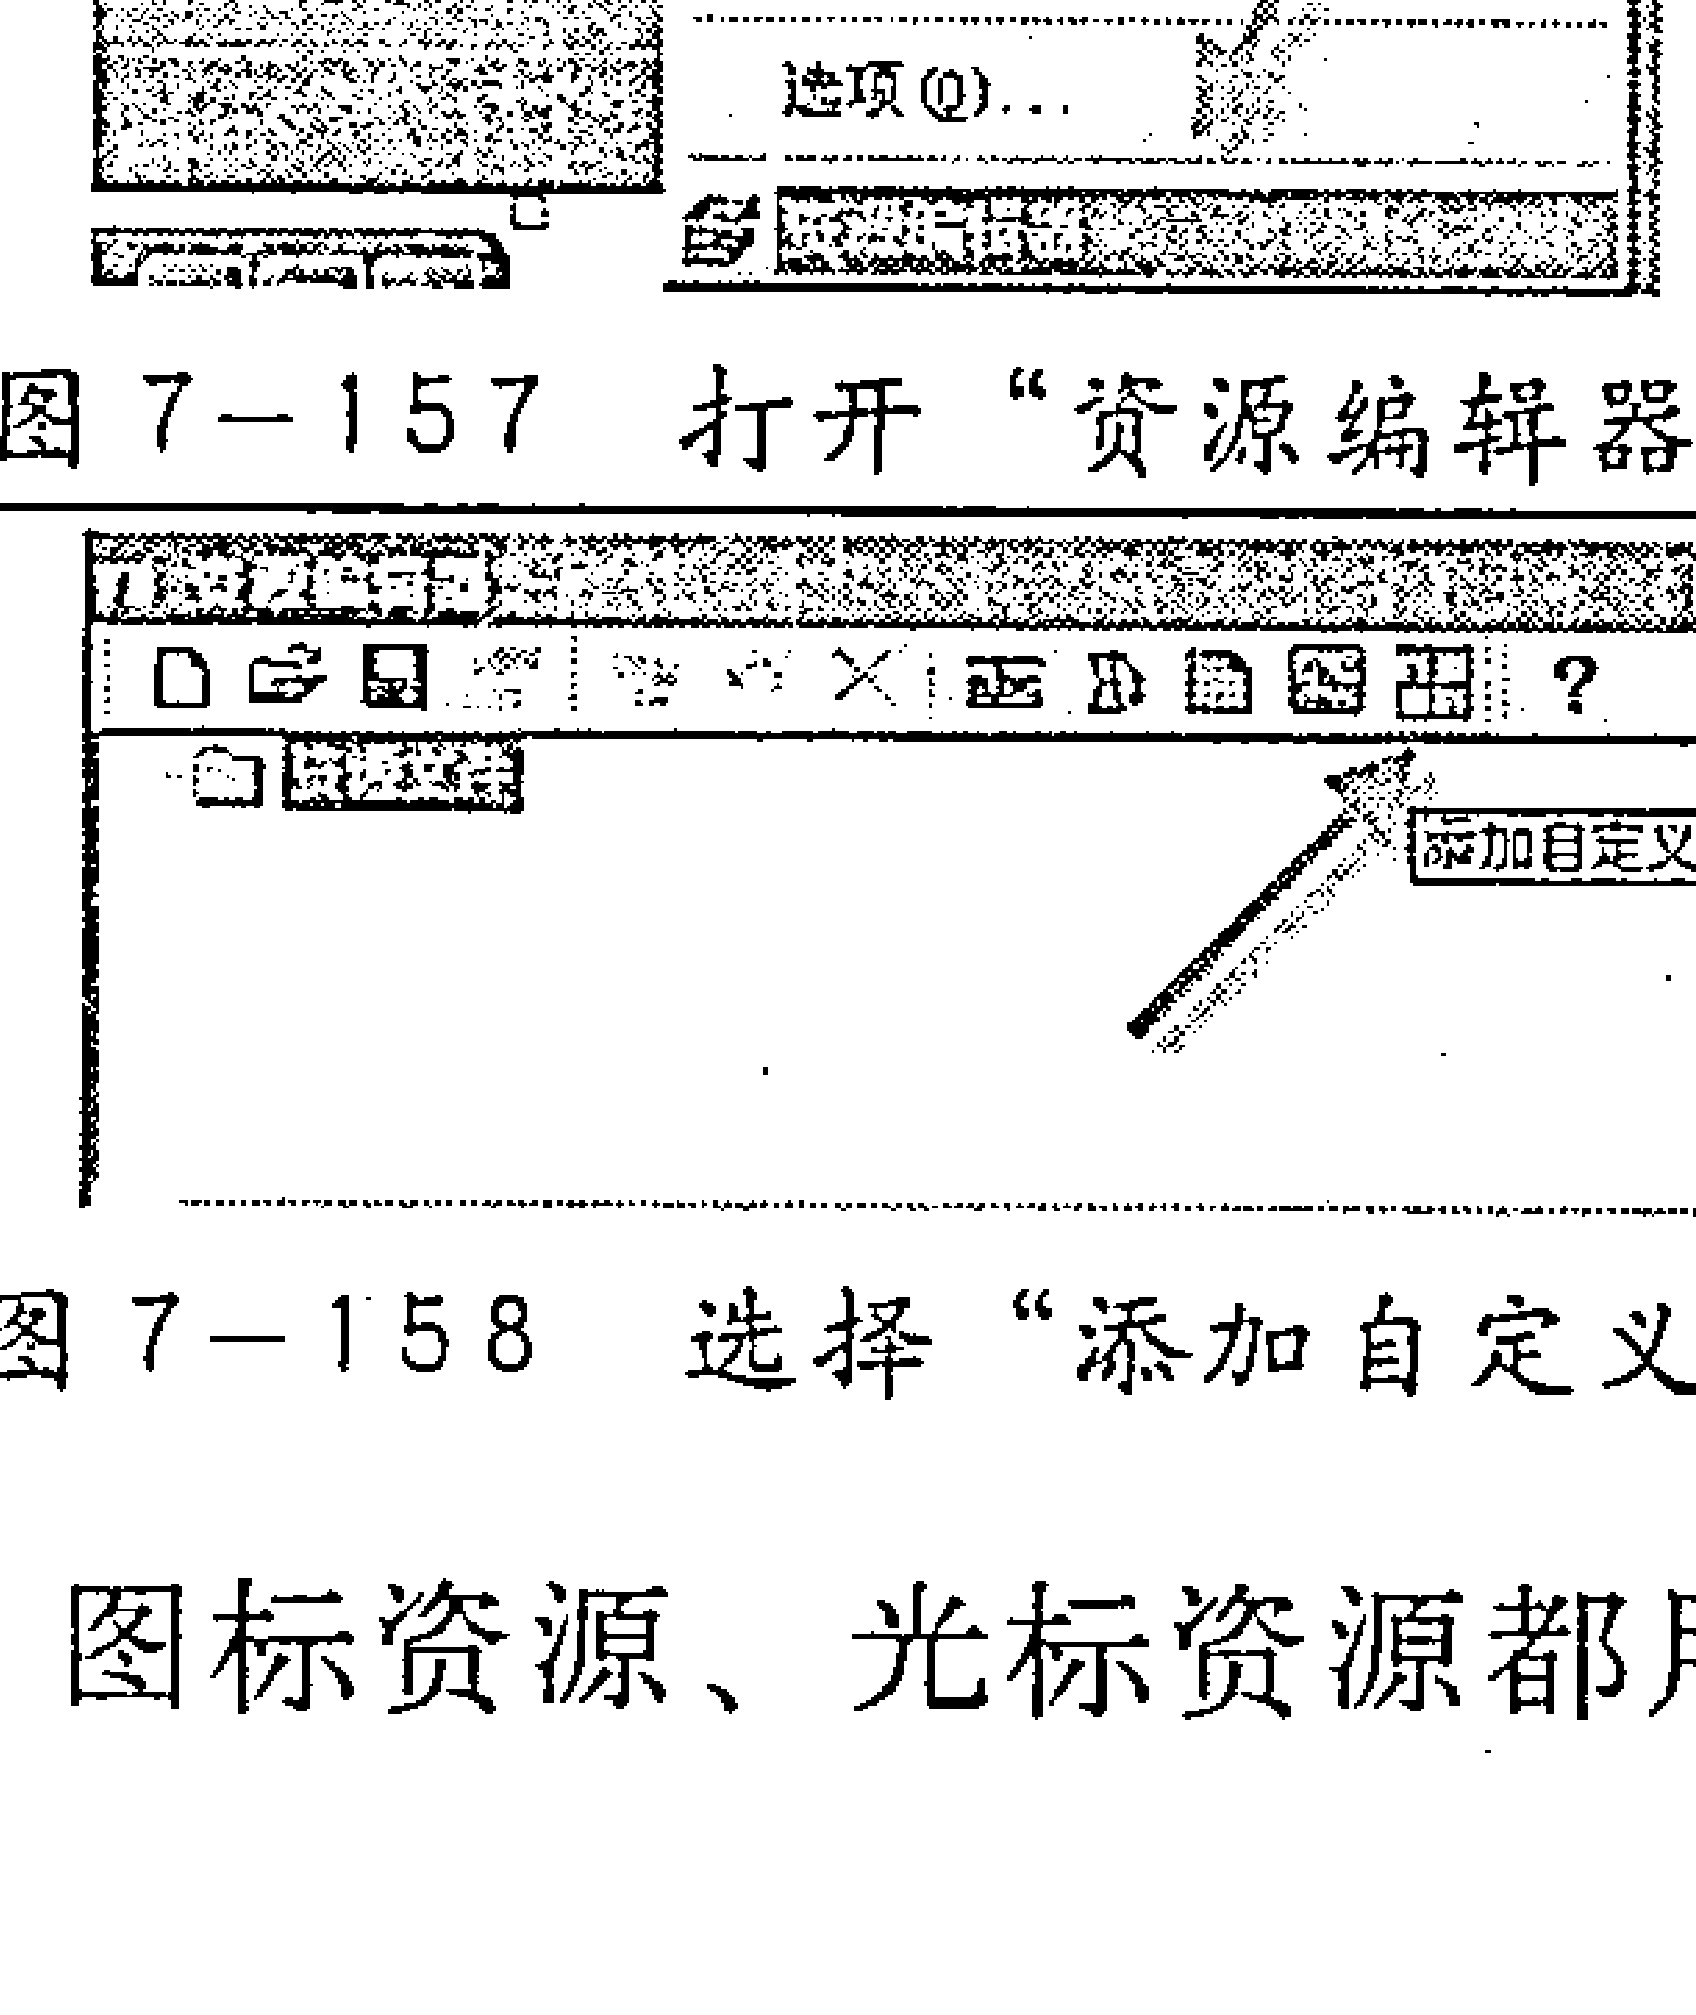 选项(O)...
图 7－157 打开 “资源编辑器
添加自定义
图 7－158 选择 “添加自定义
图标资源、光标资源都用